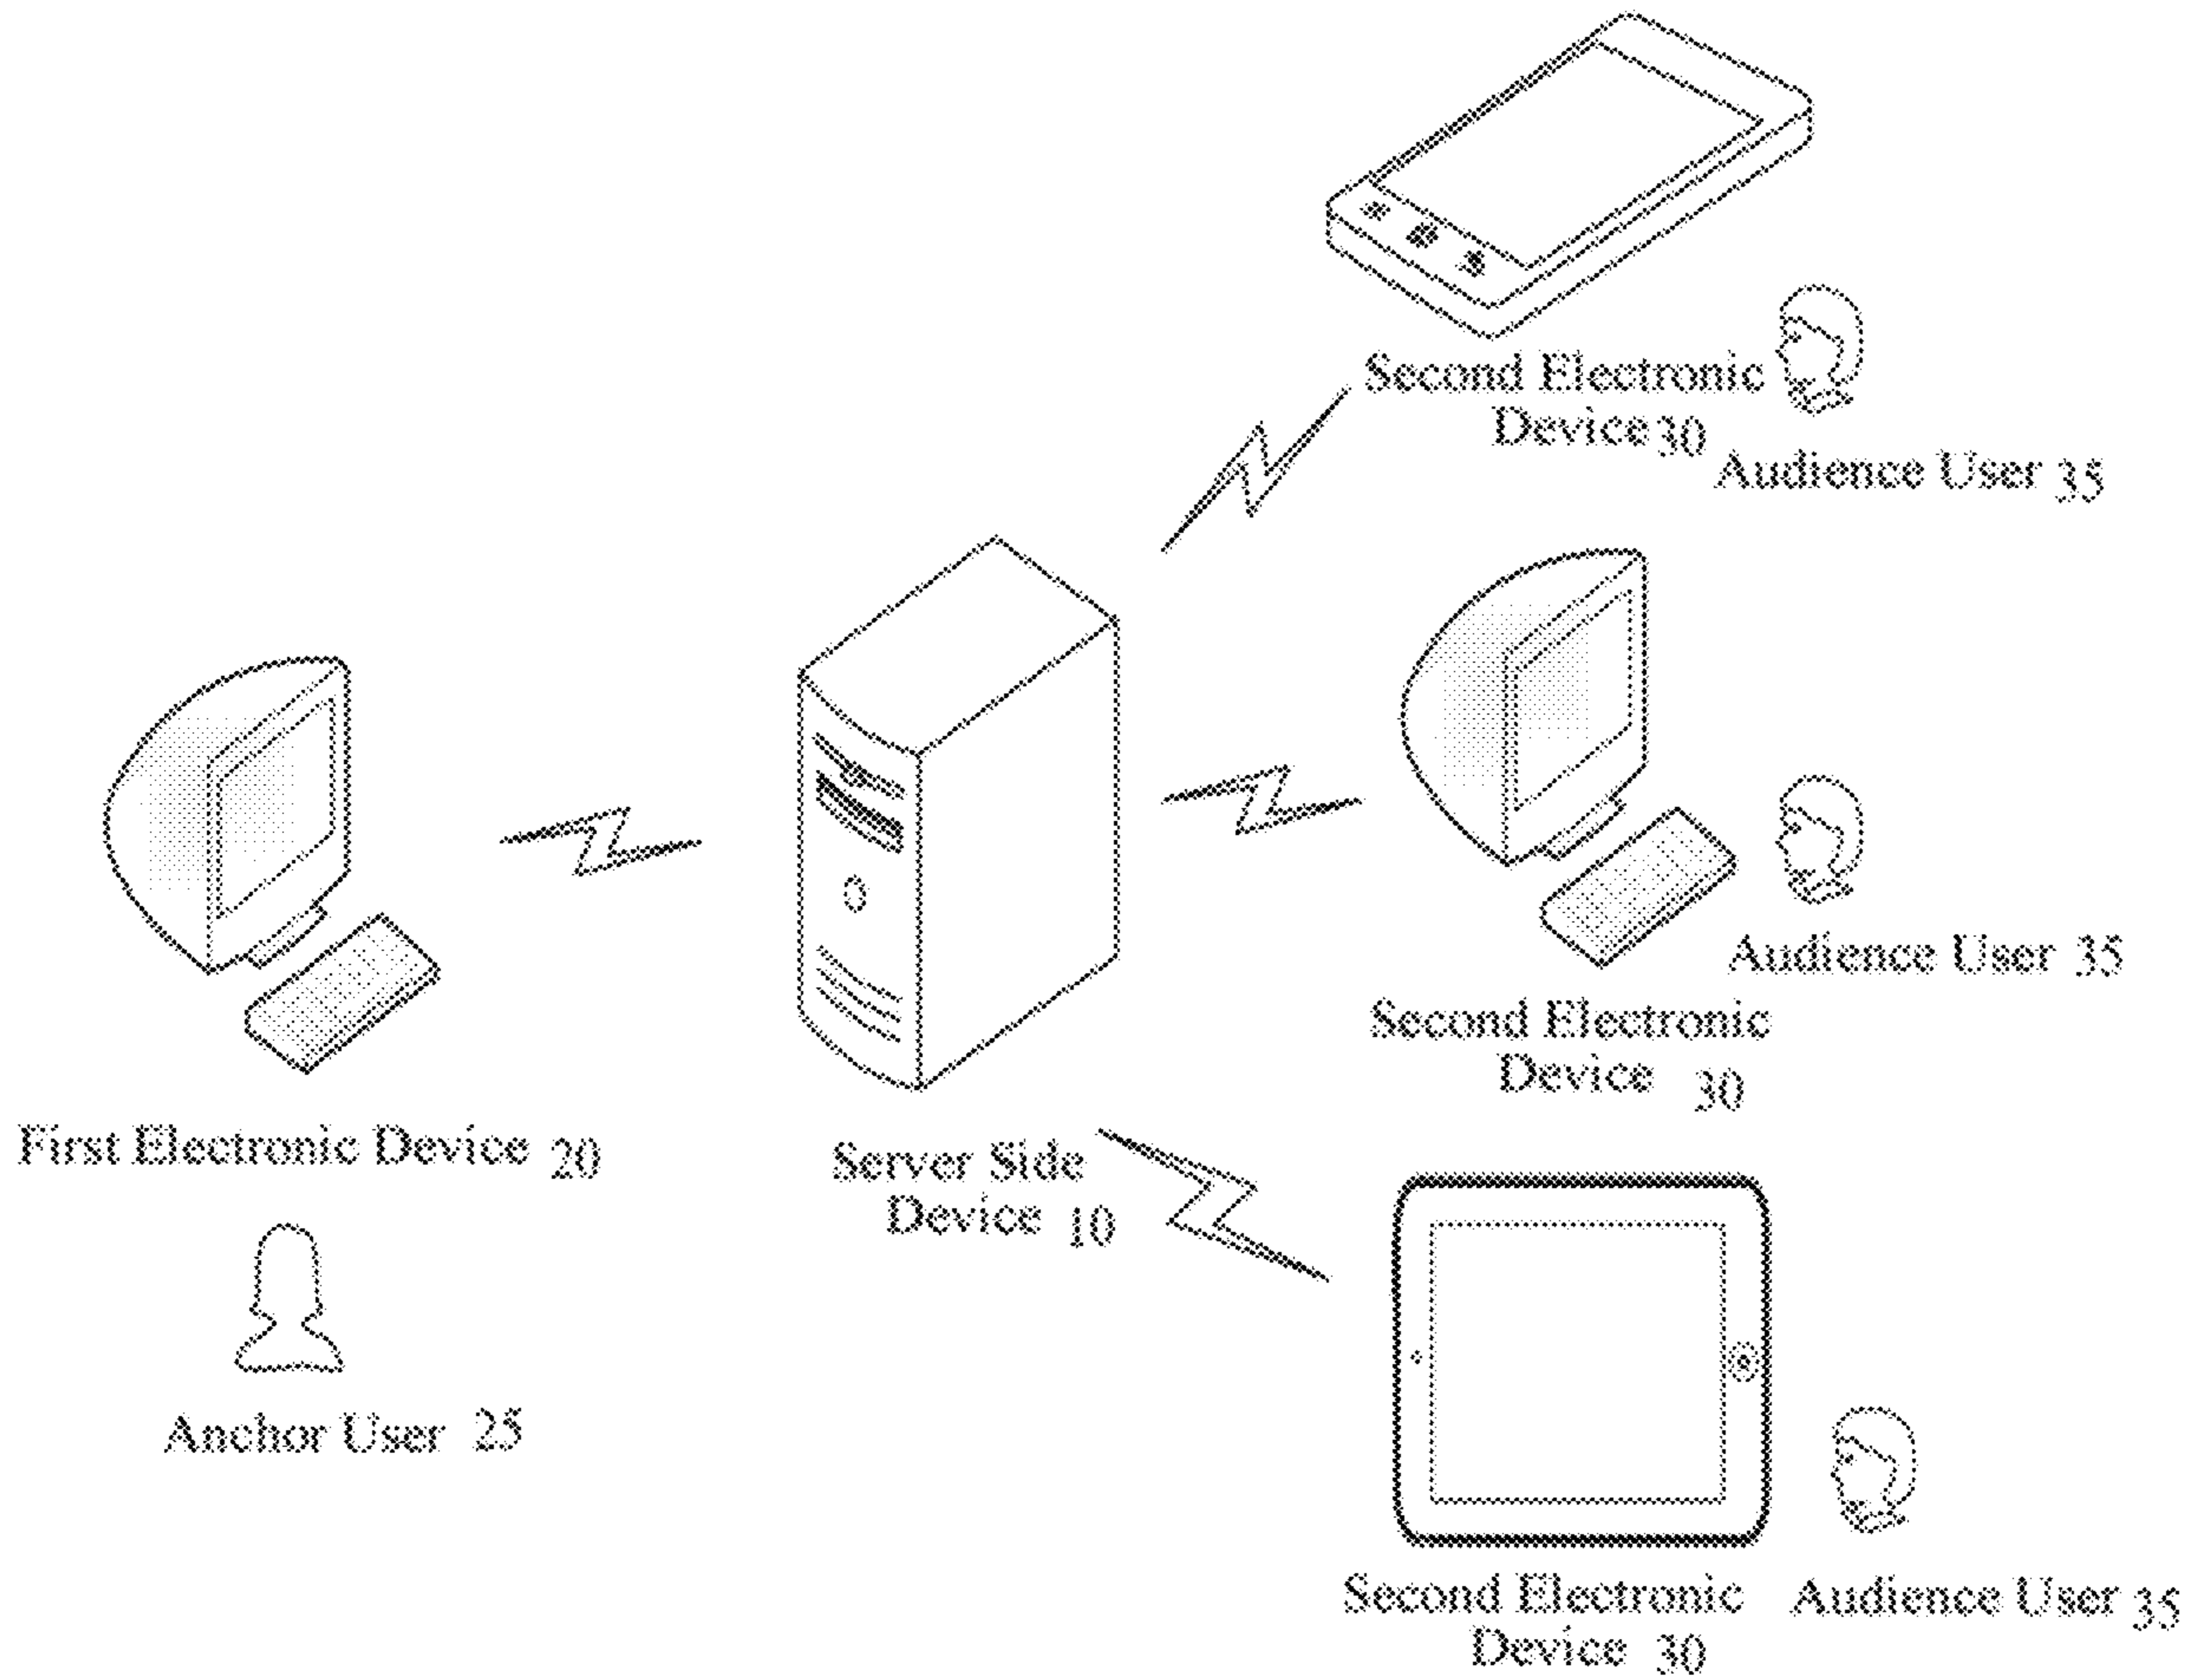 Second Electronic
Device 30
Audience User 35
Audience User 35
Second Electronic
Device 30
First Electronic Device 20
Server Side
Device 10
Anchor User 25
Second Electronic
Device 30
Audience User 35